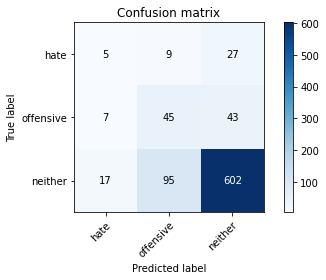 Confusion matrix
hate 5 9 27
offensive 7 45 43
neither 17 95 602
hate offensive neither
Predicted label
True label
600
500
400
300
200
100